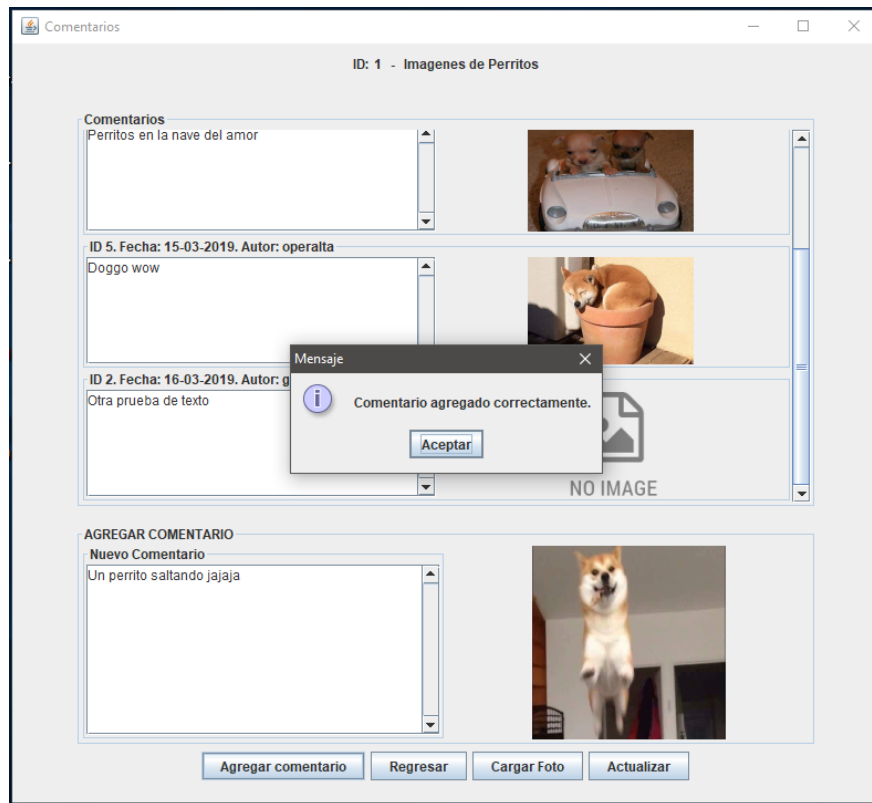 Comentarios
ID: 1 - Imagenes de Perritos
Comentarios
Perritos en la nave del amor
ID 5. Fecha: 15-03-2019. Autor: operalta
Doggo wow
Mensaje
Comentario agregado correctamente.
Aceptar
ID 2. Fecha: 16-03-2019. Autor: g
Otra prueba de texto
NO IMAGE
AGREGAR COMENTARIO
Nuevo Comentario
Un perrito saltando jajaja
Agregar comentario
Regresar
Cargar Foto
Actualizar